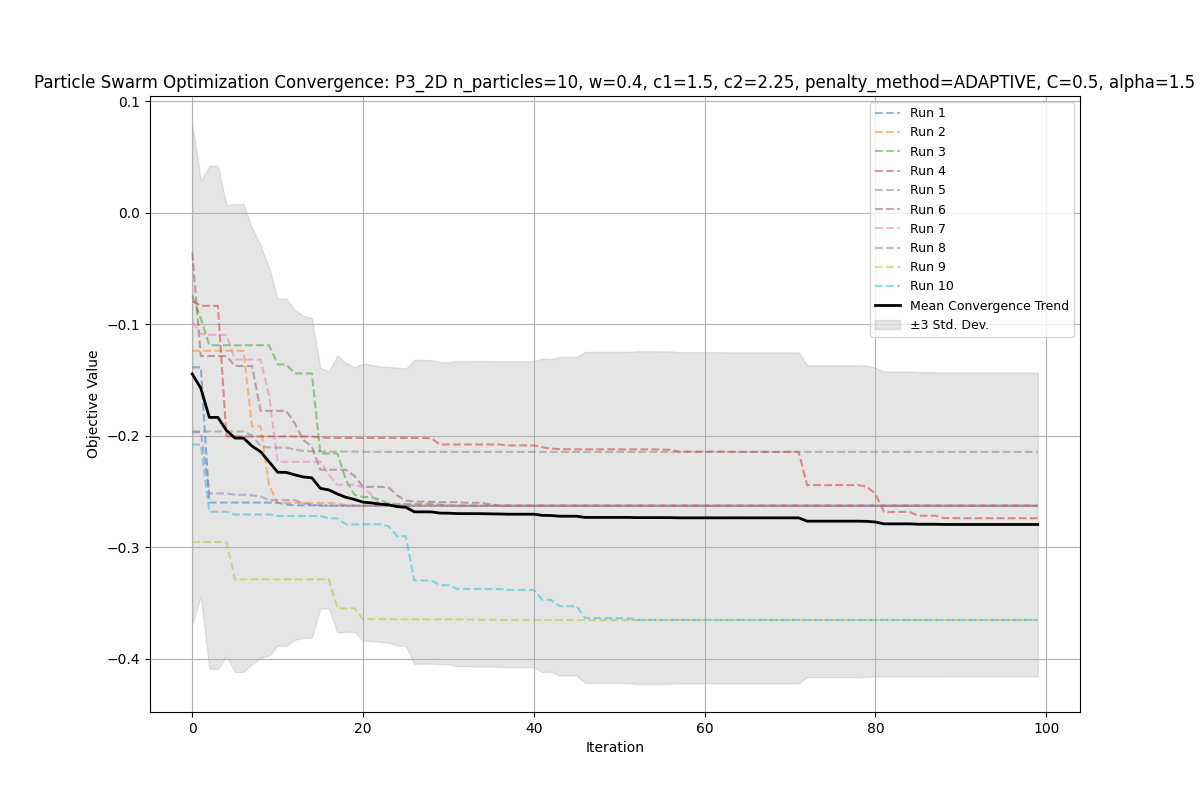 Particle Swarm Optimization Convergence: P3_2D n_particles=10, w=0.4, c1=1.5, c2=2.25, penalty_method=ADAPTIVE, C=0.5, alpha=1.5
0.1
0.0
−0.1
−0.2
−0.3
−0.4
Objective Value
Run 1
Run 2
Run 3
Run 4
Run 5
Run 6
Run 7
Run 8
Run 9
Run 10
Mean Convergence Trend
±3 Std. Dev.
0 20 40 60 80 100
Iteration